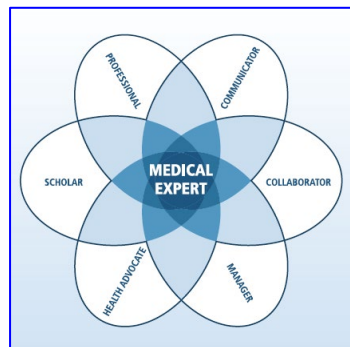 PROFESSIONAL
COMMUNICATOR
SCHOLAR
MEDICAL
EXPERT
COLLABORATOR
HEALTH ADVOCATE
MANAGER